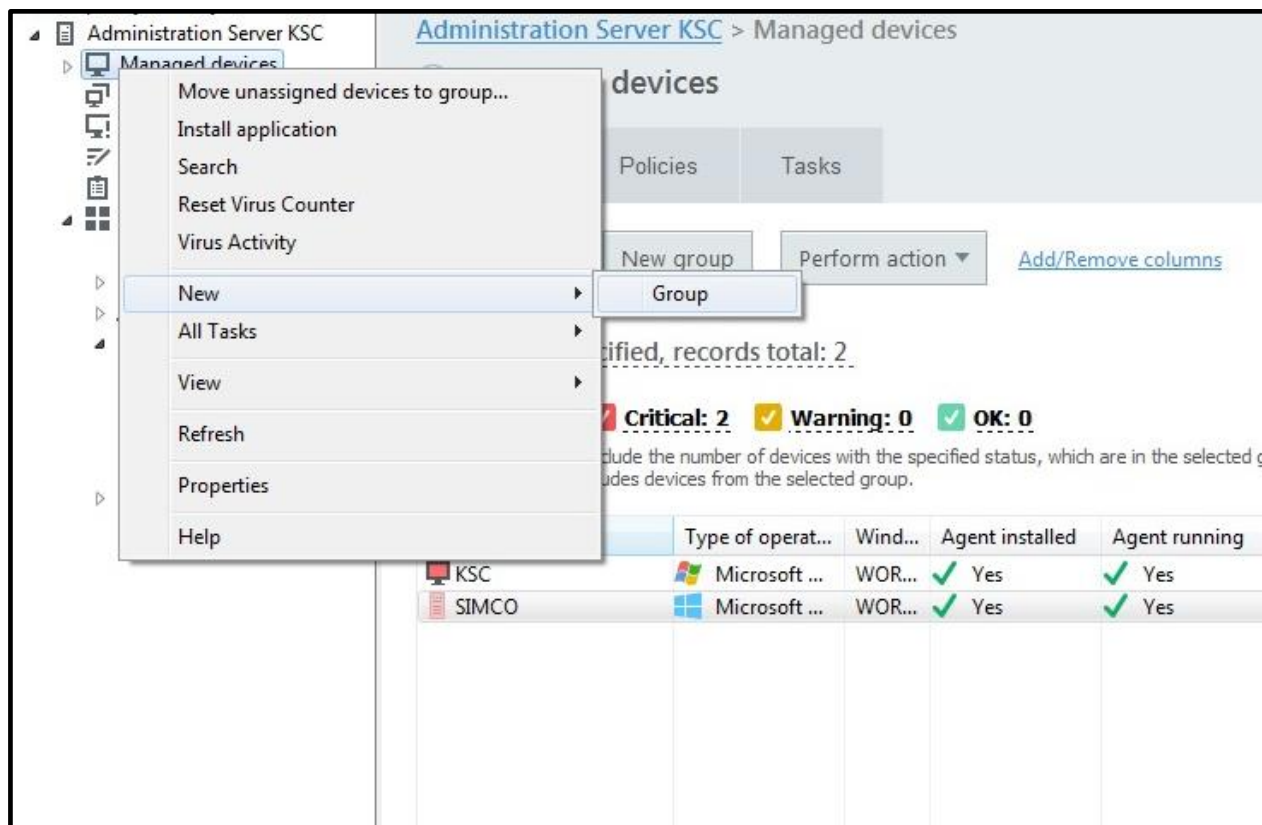 Administration Server KSC
Managed devices
Administration Server KSC > Managed devices
devices
Move unassigned devices to group...
Install application
Search
Reset Virus Counter
Virus Activity
New
All Tasks
View
Refresh
Properties
Help
Group
Policies Tasks
New group Perform action Add/Remove columns
cified, records total: 2
Critical: 2 Warning: 0 OK: 0
clude the number of devices with the specified status, which are in the selected g
udes devices from the selected group.
Type of operat... Wind... Agent installed Agent running
KSC Microsoft ... WOR... Yes Yes
SIMCO Microsoft ... WOR... Yes Yes